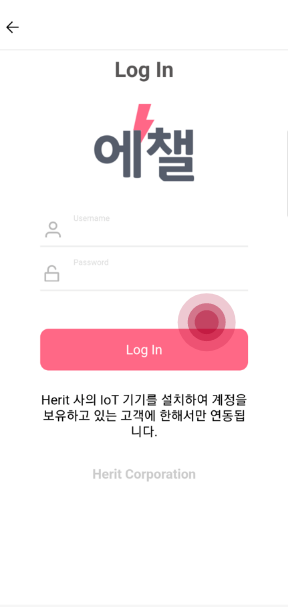 Log In
에챌
Username
Password
Log In
Herit 사의 IoT 기기를 설치하여 계정을
보유하고 있는 고객에 한해서만 연동됩
니다.
Herit Corporation